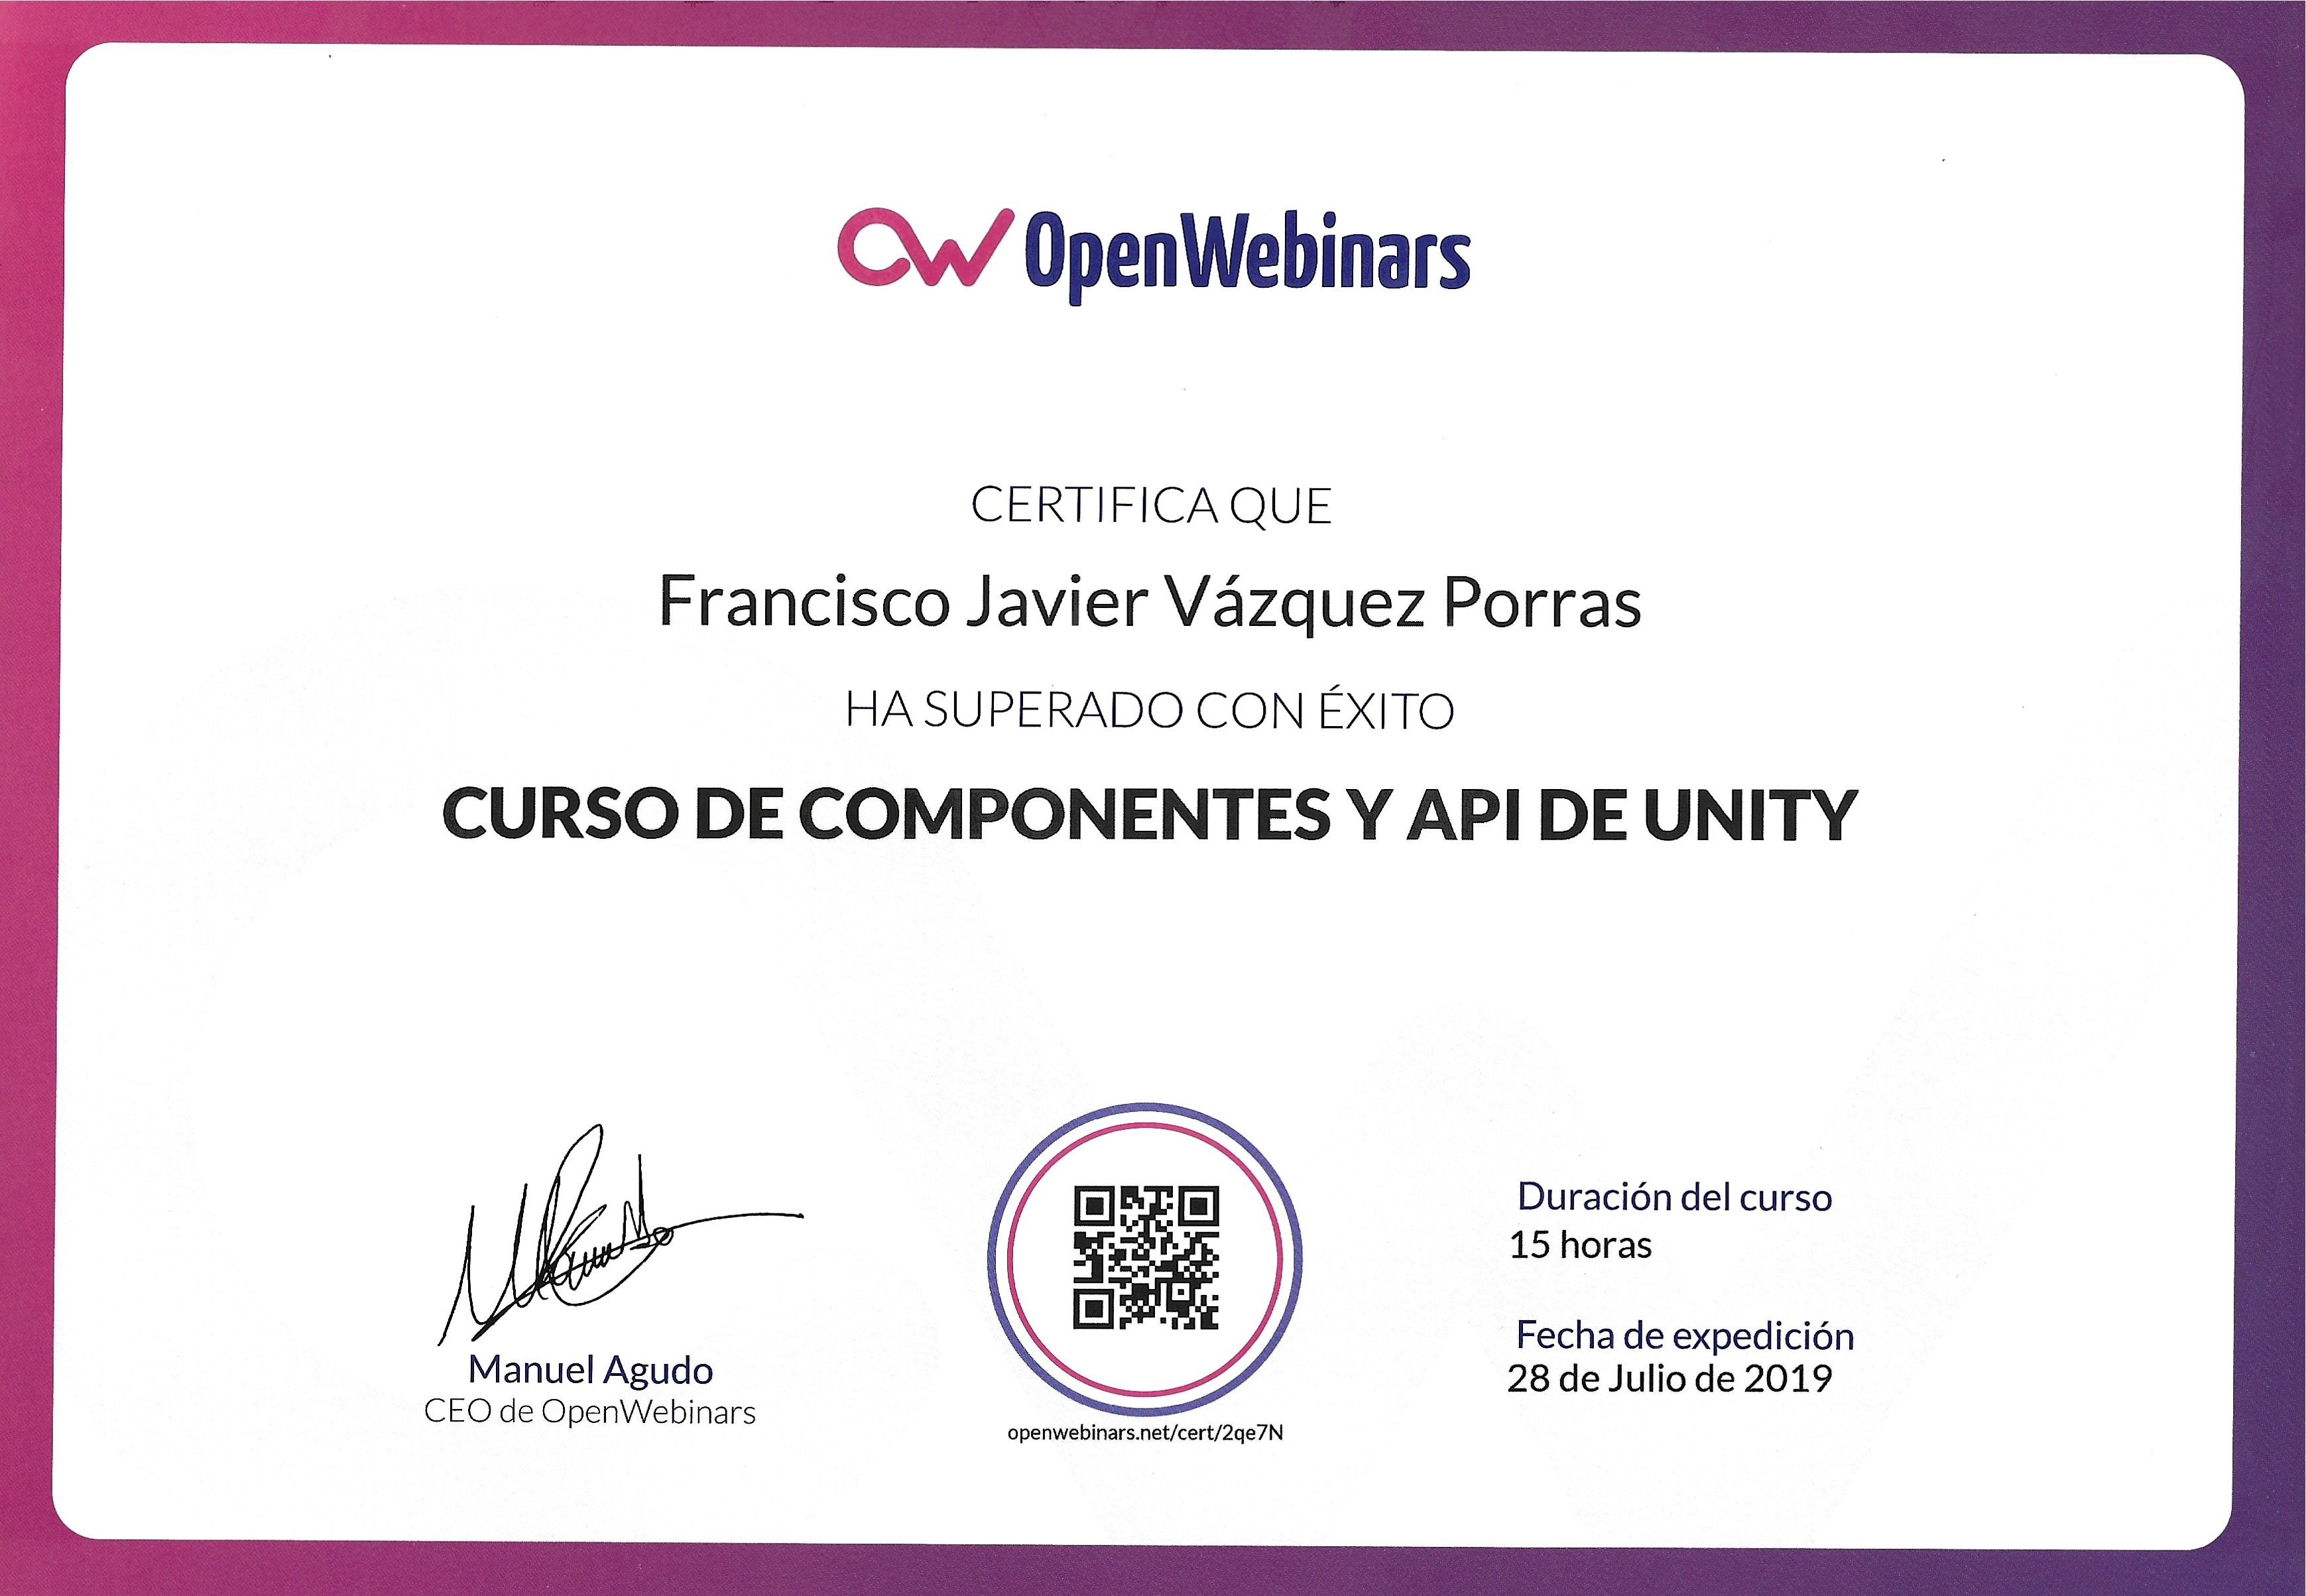 OpenWebinars
CERTIFICA QUE
Francisco Javier Vázquez Porras
HA SUPERADO CON ÉXITO
CURSO DE COMPONENTES Y API DE UNITY
Manuel Agudo
CEO de OpenWebinars
openwebinars.net/cert/2qe7N
Duración del curso
15 horas
Fecha de expedición
28 de Julio de 2019